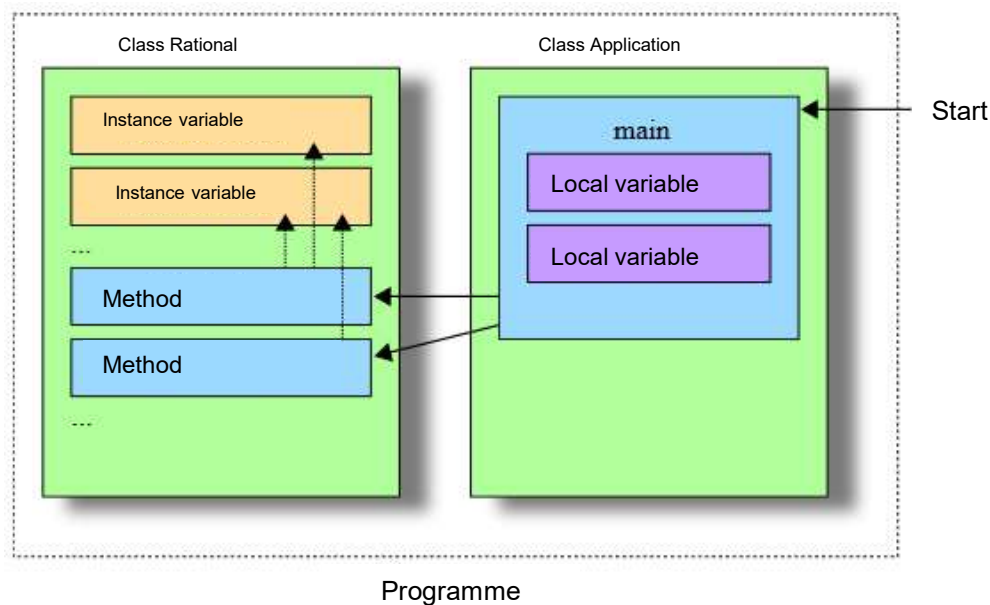 Class Rational
Class Application
Instance variable
Instance variable
...
Method
Method
...
main
Local variable
Local variable
Start
Programme